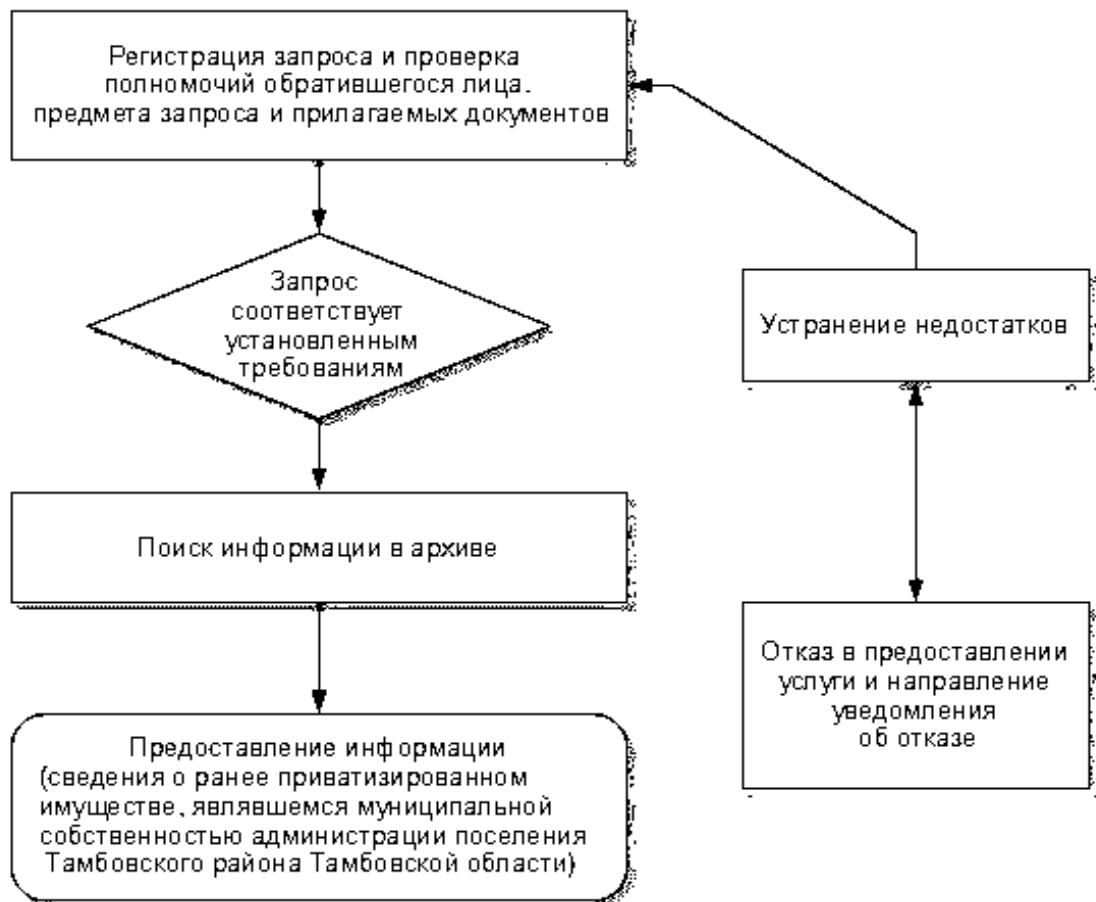 Регистрация запроса и проверка
полномочий обратившегося лица.
предмета запроса и прилагаемых документов
Запрос
соответствует
установленным
требованиям
Устранение недостатков
Поиск информации в архиве
Отказ в предоставлении
услуги и направление
уведомления
об отказе
Предоставление информации
(сведения о ранее приватизированном
имуществе, являвшемся муниципальной
собственностью администрации поселения
Тамбовского района Тамбовской области)